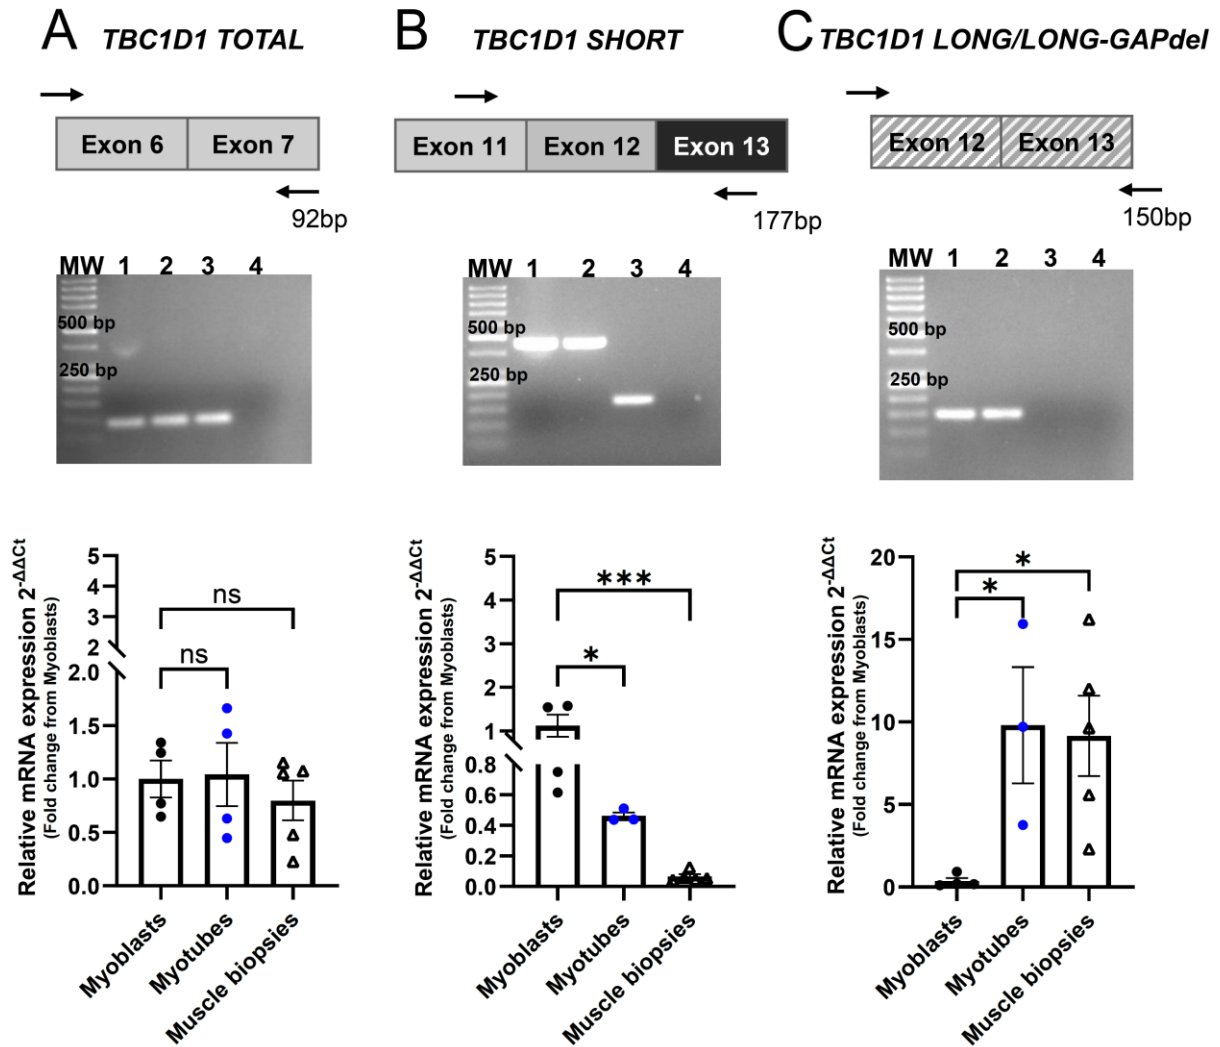 A TBC1D1 TOTAL
Exon 6 Exon 7
92bp
MW 1 2 3 4
500 bp
250 bp
Relative mRNA expression 2-ΔΔCt
(Fold change from Myoblasts)
5
4
3
2
2.0
1.5
1.0
0.5
0.0
ns
ns
Myoblasts
Myotubes
Muscle biopsies
B TBC1D1 SHORT
Exon 11 Exon 12 Exon 13
177bp
MW 1 2 3 4
500 bp
250 bp
Relative mRNA expression 2-ΔΔCt
(Fold change from Myoblasts)
5
4
3
2
1
0.8
0.6
0.4
0.2
0.0
***
*
Myoblasts
Myotubes
Muscle biopsies
C TBC1D1 LONG/LONG-GAPdel
Exon 12 Exon 13
150bp
MW 1 2 3 4
500 bp
250 bp
Relative mRNA expression 2-ΔΔCt
(Fold change from Myoblasts)
20
15
10
5
0
*
*
Myoblasts
Myotubes
Muscle biopsies